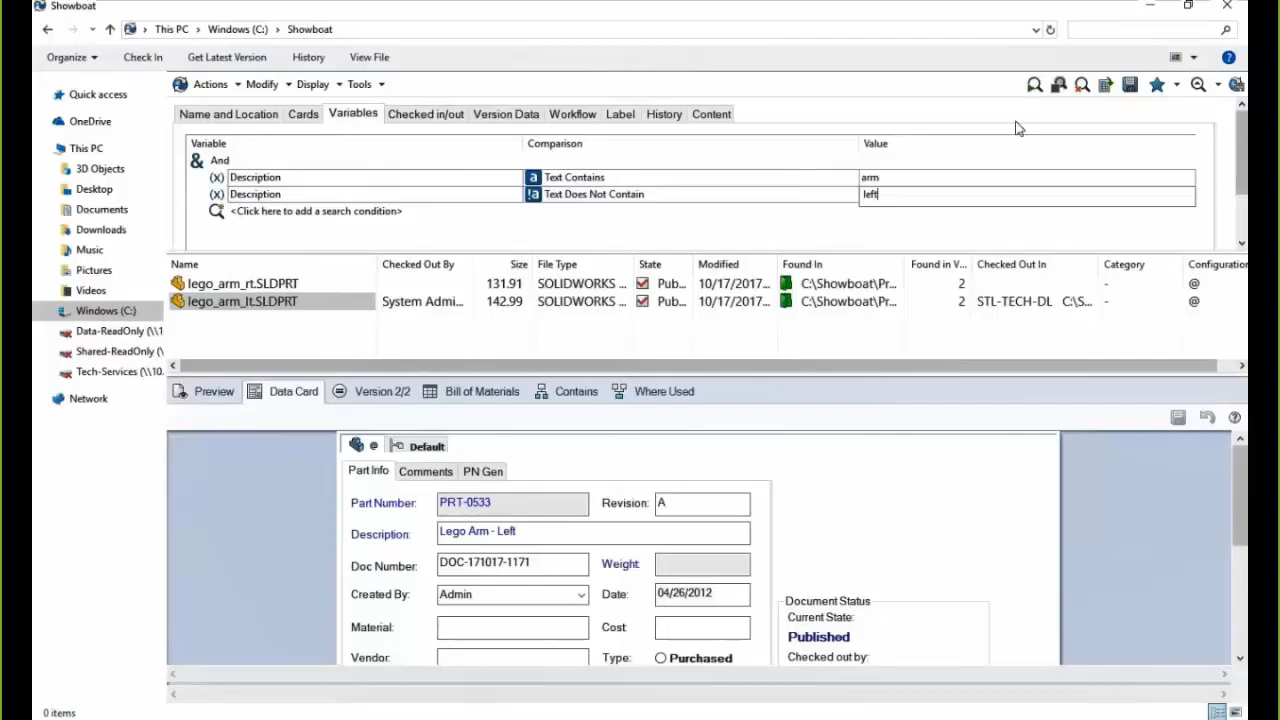 Showboat
This PC > Windows (C:) > Showboat
Organize Check In Get Latest Version History View File
Quick access
OneDrive
This PC
3D Objects
Desktop
Documents
Downloads
Music
Pictures
Videos
Windows (C:)
Data-ReadOnly (\\1
Shared-ReadOnly (\
Tech-Services (\\10.
Network
Actions Modify Display Tools
Name and Location Cards Variables Checked in/out Version Data Workflow Label History Content
Variable Comparison Value
& And
(x) Description a Text Contains arm
(x) Description !a Text Does Not Contain left
<Click here to add a search condition>
Name Checked Out By Size File Type State Modified Found In Found in V... Checked Out In Category Configuration
lego_arm_rt.SLDPRT 131.91 SOLIDWORKS ... Pub... 10/17/2017... C:\Showboat\Pr... 2 - @
lego_arm_lt.SLDPRT System Admi... 142.99 SOLIDWORKS ... Pub... 10/17/2017... C:\Showboat\Pr... 2 STL-TECH-DL C:\S... - @
Preview Data Card Version 2/2 Bill of Materials Contains Where Used
@ Default
Part Info Comments PN Gen
Part Number: PRT-0533 Revision: A
Description: Lego Arm - Left
Doc Number: DOC-171017-1171 Weight:
Created By: Admin Date: 04/26/2012
Material: Cost:
Vendor: Type: Purchased
Document Status
Current State:
Published
Checked out by:
0 items